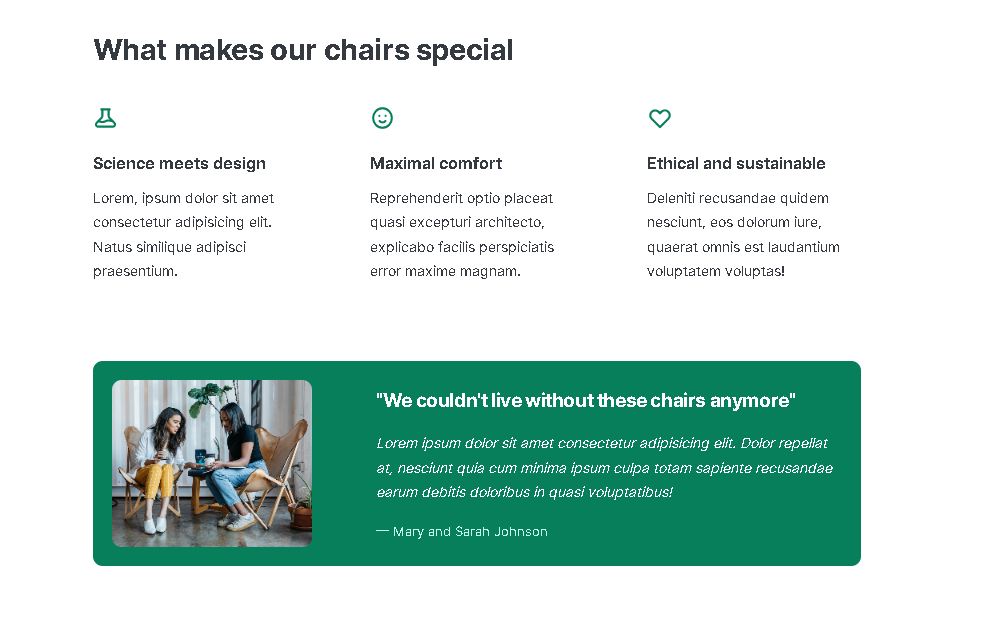 What makes our chairs special
Science meets design
Lorem, ipsum dolor sit amet
consectetur adipisicing elit.
Natus similique adipisci
praesentium.
Maximal comfort
Reprehenderit optio placeat
quasi excepturi architecto,
explicabo facilis perspiciatis
error maxime magnam.
Ethical and sustainable
Deleniti recusandae quidem
nesciunt, eos dolorum iure,
quaerat omnis est laudantium
voluptatem voluptas!
"We couldn't live without these chairs anymore"
Lorem ipsum dolor sit amet consectetur adipisicing elit. Dolor repellat
at, nesciunt quia cum minima ipsum culpa totam sapiente recusandae
earum debitis doloribus in quasi voluptatibus!
— Mary and Sarah Johnson